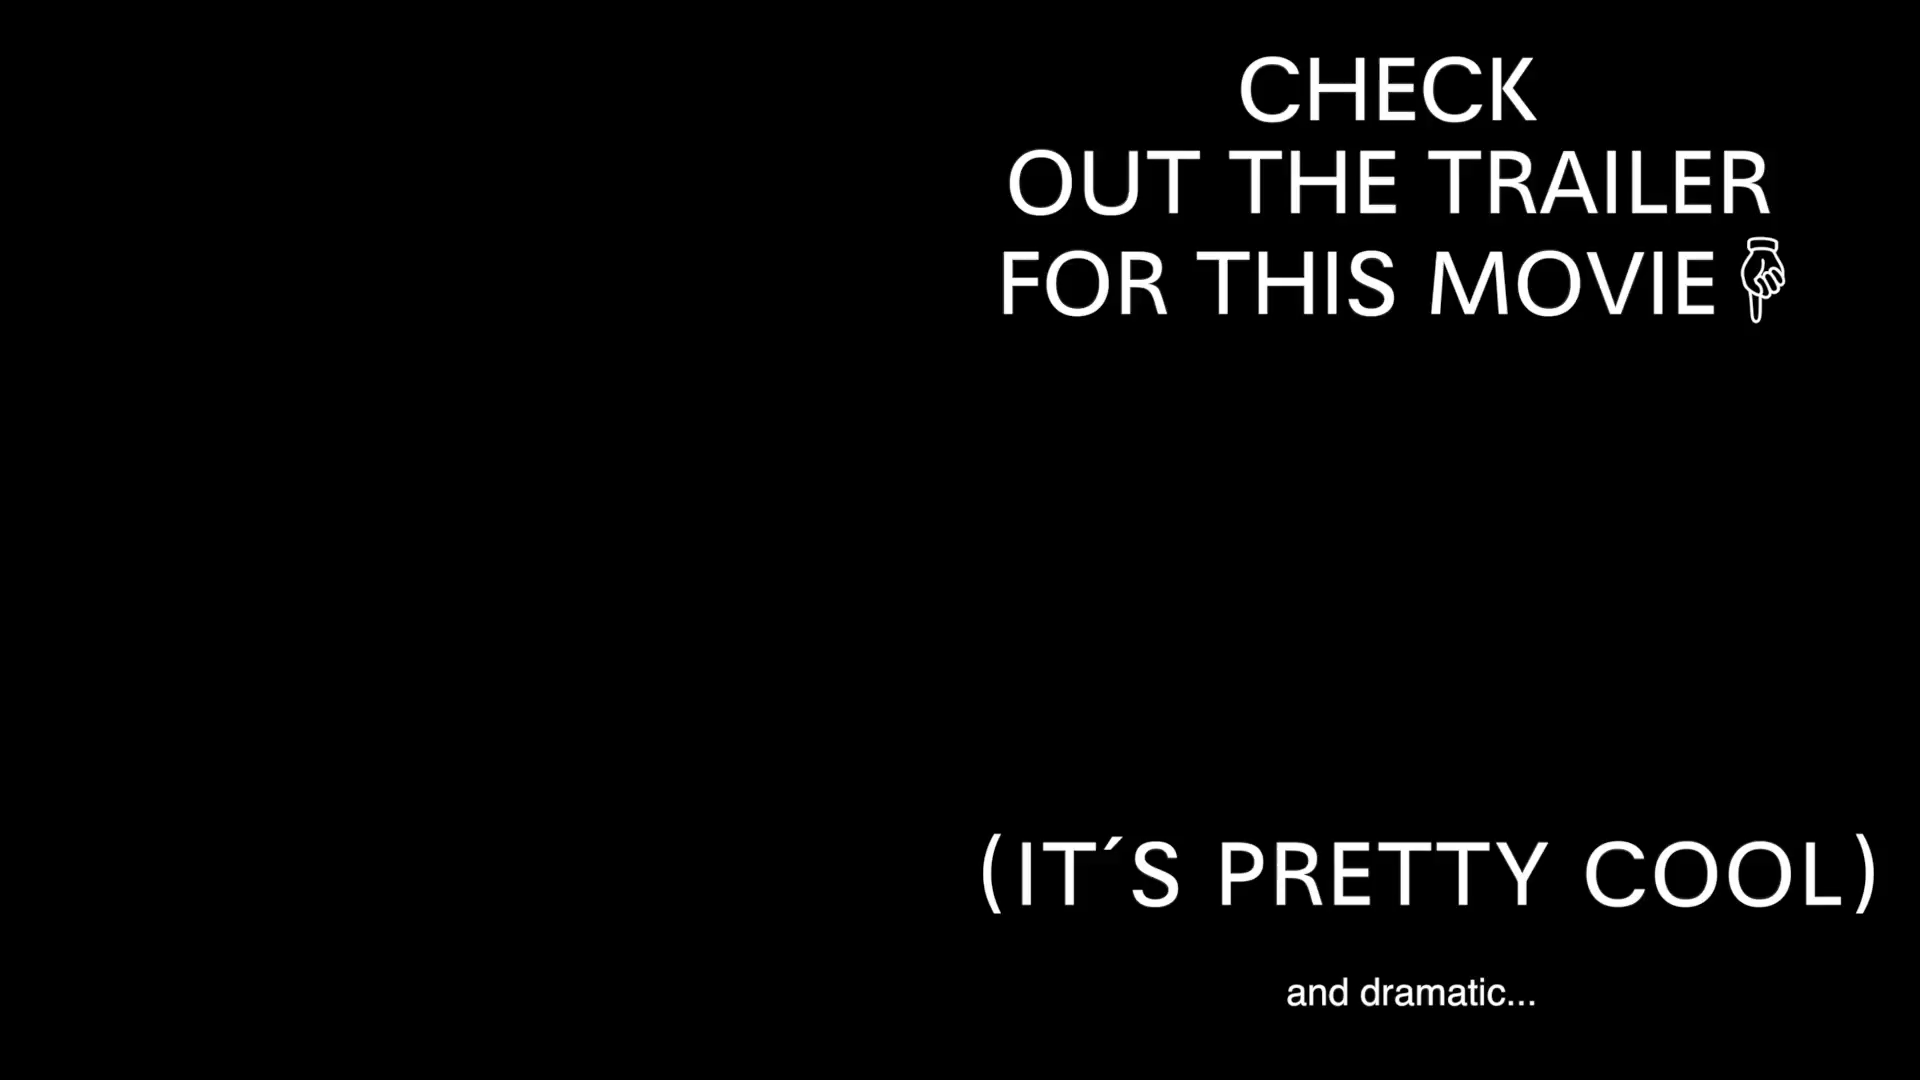 CHECK
OUT THE TRAILER
FOR THIS MOVIE☟
(IT´S PRETTY COOL)
and dramatic...